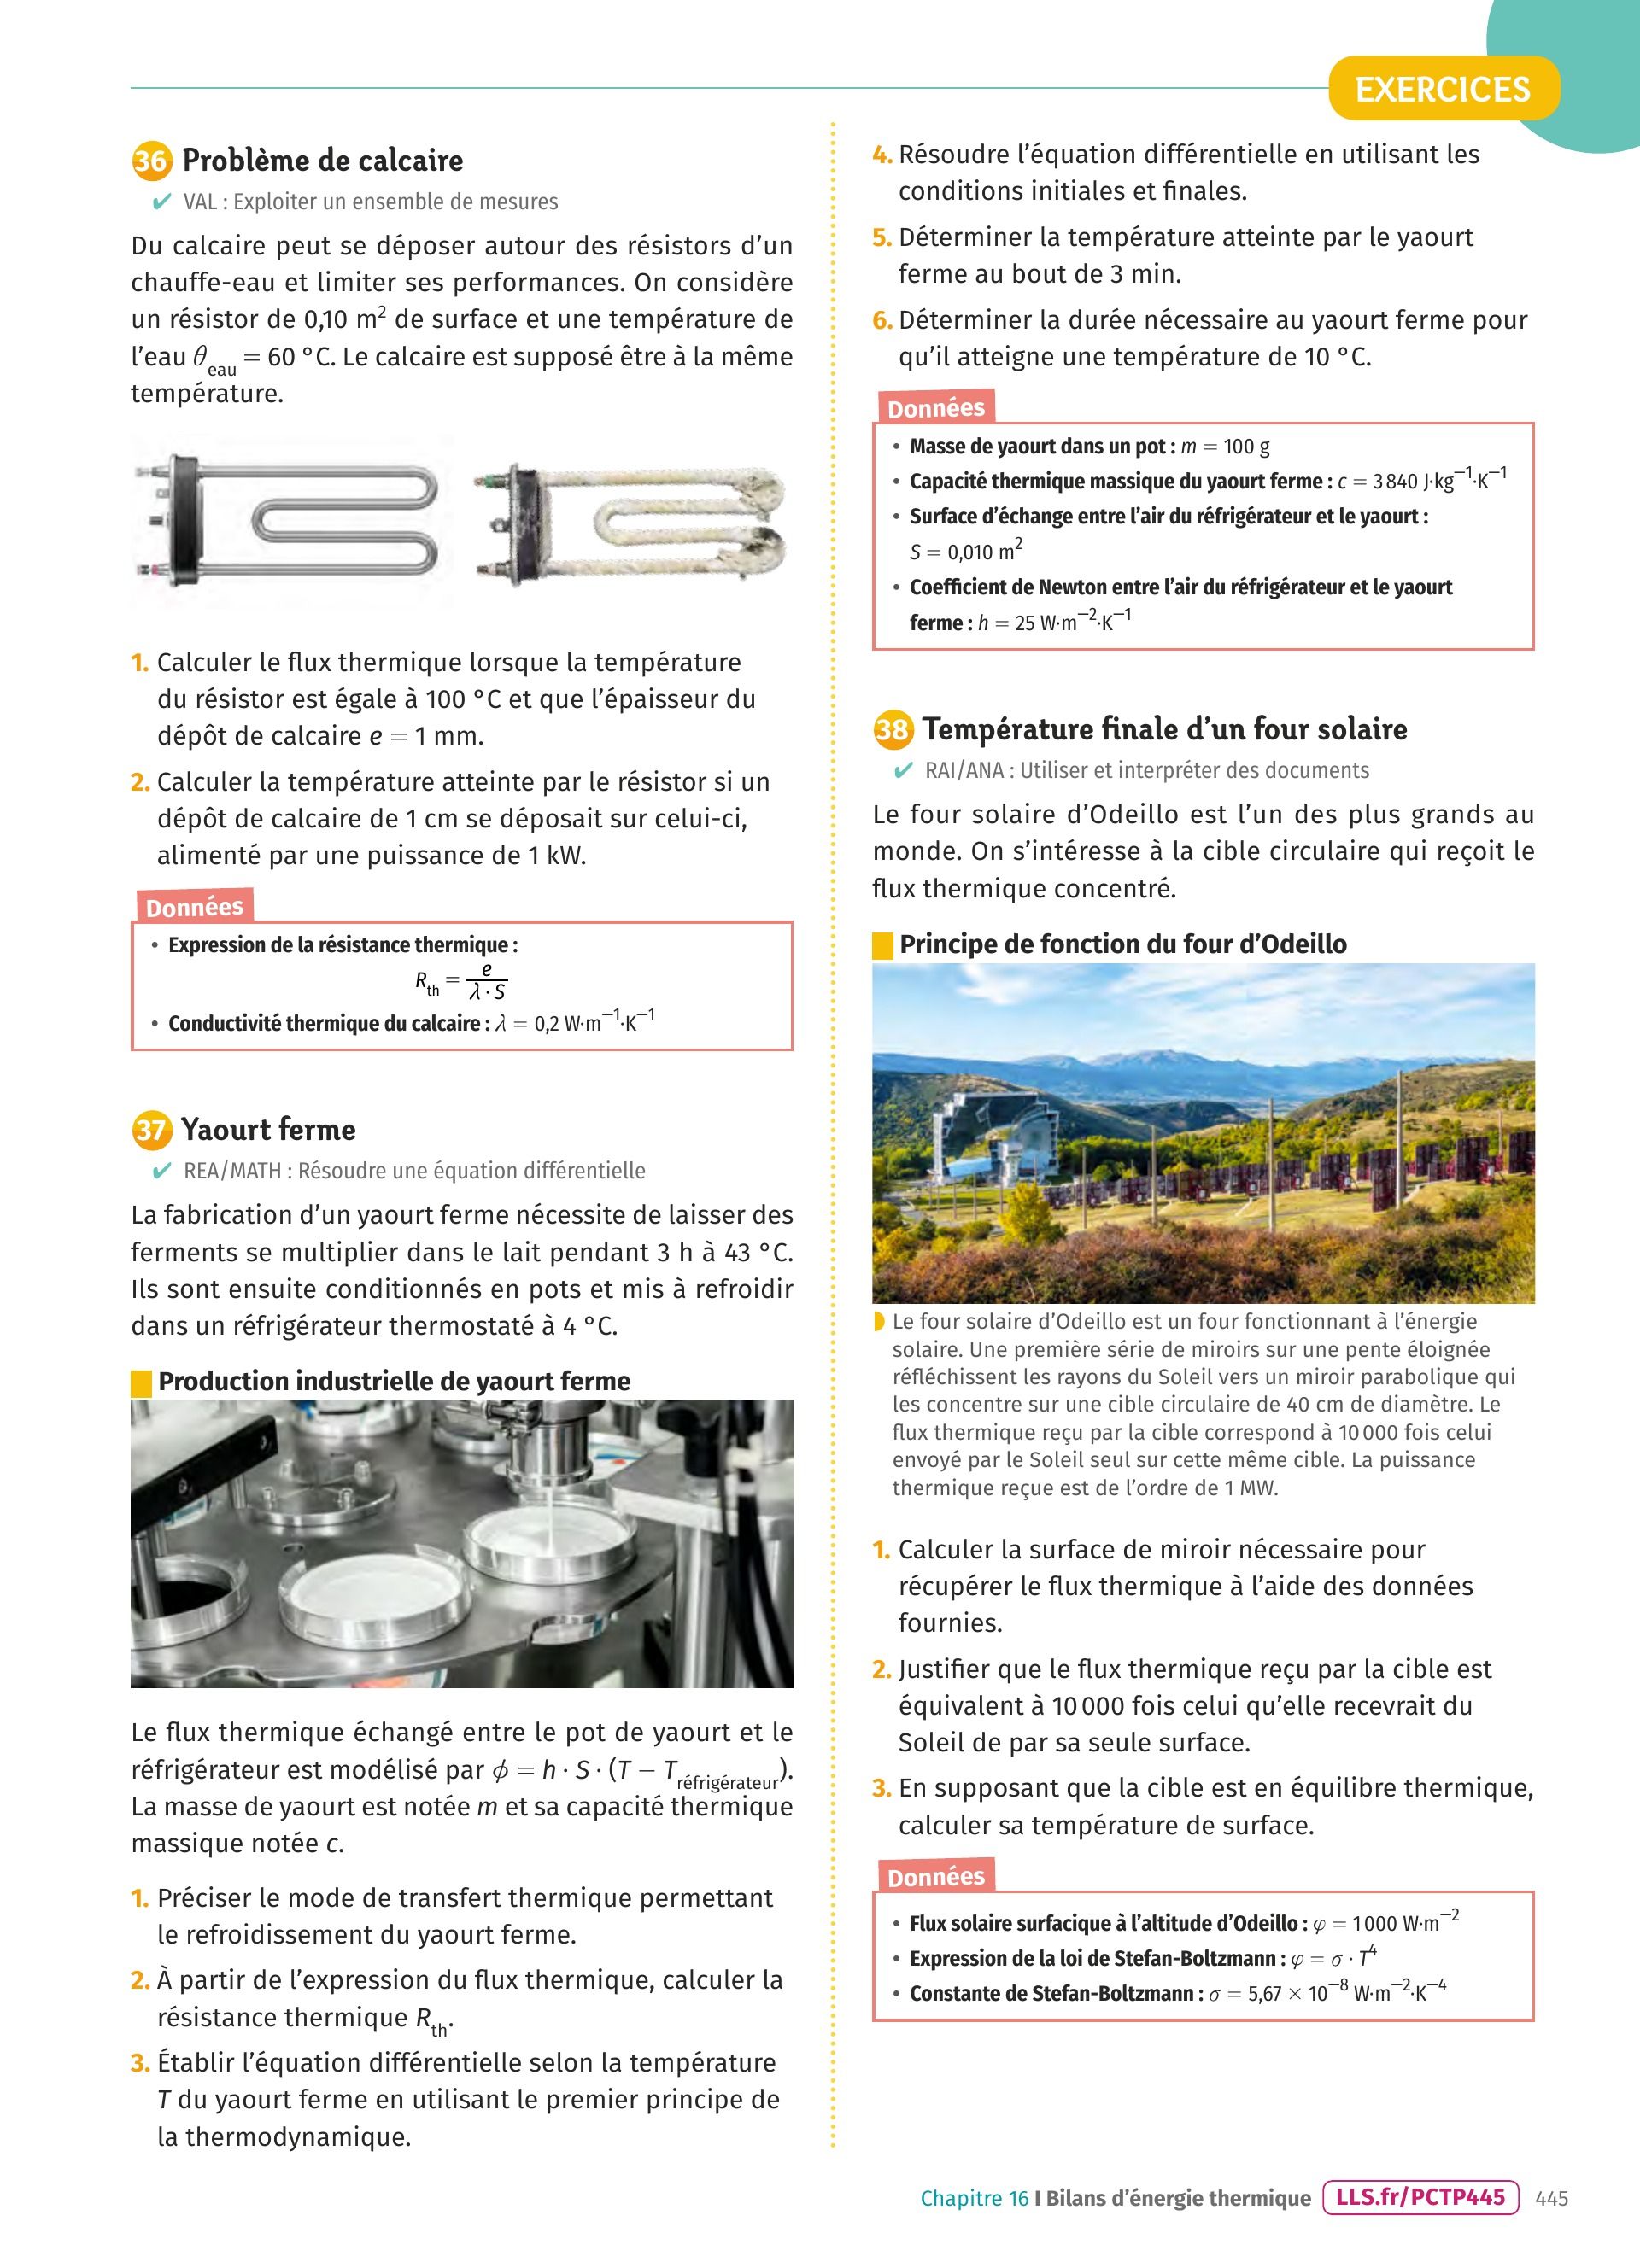 EXERCICES
36 Problème de calcaire
✔ VAL : Exploiter un ensemble de mesures
Du calcaire peut se déposer autour des résistors d’un
chauffe-eau et limiter ses performances. On considère
un résistor de 0,10 m² de surface et une température de
l’eau θ_eau = 60 °C. Le calcaire est supposé être à la même
température.
1. Calculer le flux thermique lorsque la température
du résistor est égale à 100 °C et que l’épaisseur du
dépôt de calcaire e = 1 mm.
2. Calculer la température atteinte par le résistor si un
dépôt de calcaire de 1 cm se déposait sur celui-ci,
alimenté par une puissance de 1 kW.
Données
• Expression de la résistance thermique :
R_th = e / (λ · S)
• Conductivité thermique du calcaire : λ = 0,2 W·m⁻¹·K⁻¹
37 Yaourt ferme
✔ REA/MATH : Résoudre une équation différentielle
La fabrication d’un yaourt ferme nécessite de laisser des
ferments se multiplier dans le lait pendant 3 h à 43 °C.
Ils sont ensuite conditionnés en pots et mis à refroidir
dans un réfrigérateur thermostaté à 4 °C.
Production industrielle de yaourt ferme
Le flux thermique échangé entre le pot de yaourt et le
réfrigérateur est modélisé par ϕ = h · S · (T − T_réfrigérateur).
La masse de yaourt est notée m et sa capacité thermique
massique notée c.
1. Préciser le mode de transfert thermique permettant
le refroidissement du yaourt ferme.
2. À partir de l’expression du flux thermique, calculer la
résistance thermique R_th.
3. Établir l’équation différentielle selon la température
T du yaourt ferme en utilisant le premier principe de
la thermodynamique.
4. Résoudre l’équation différentielle en utilisant les
conditions initiales et finales.
5. Déterminer la température atteinte par le yaourt
ferme au bout de 3 min.
6. Déterminer la durée nécessaire au yaourt ferme pour
qu’il atteigne une température de 10 °C.
Données
• Masse de yaourt dans un pot : m = 100 g
• Capacité thermique massique du yaourt ferme : c = 3 840 J·kg⁻¹·K⁻¹
• Surface d’échange entre l’air du réfrigérateur et le yaourt :
S = 0,010 m²
• Coefficient de Newton entre l’air du réfrigérateur et le yaourt
ferme : h = 25 W·m⁻²·K⁻¹
38 Température finale d’un four solaire
✔ RAI/ANA : Utiliser et interpréter des documents
Le four solaire d’Odeillo est l’un des plus grands au
monde. On s’intéresse à la cible circulaire qui reçoit le
flux thermique concentré.
Principe de fonction du four d’Odeillo
Le four solaire d’Odeillo est un four fonctionnant à l’énergie
solaire. Une première série de miroirs sur une pente éloignée
réfléchissent les rayons du Soleil vers un miroir parabolique qui
les concentre sur une cible circulaire de 40 cm de diamètre. Le
flux thermique reçu par la cible correspond à 10 000 fois celui
envoyé par le Soleil seul sur cette même cible. La puissance
thermique reçue est de l’ordre de 1 MW.
1. Calculer la surface de miroir nécessaire pour
récupérer le flux thermique à l’aide des données
fournies.
2. Justifier que le flux thermique reçu par la cible est
équivalent à 10 000 fois celui qu’elle recevrait du
Soleil de par sa seule surface.
3. En supposant que la cible est en équilibre thermique,
calculer sa température de surface.
Données
• Flux solaire surfacique à l’altitude d’Odeillo : φ = 1 000 W·m⁻²
• Expression de la loi de Stefan-Boltzmann : φ = σ · T⁴
• Constante de Stefan-Boltzmann : σ = 5,67 × 10⁻⁸ W·m⁻²·K⁻⁴
Chapitre 16 I Bilans d’énergie thermique LLS.fr/PCTP445 445